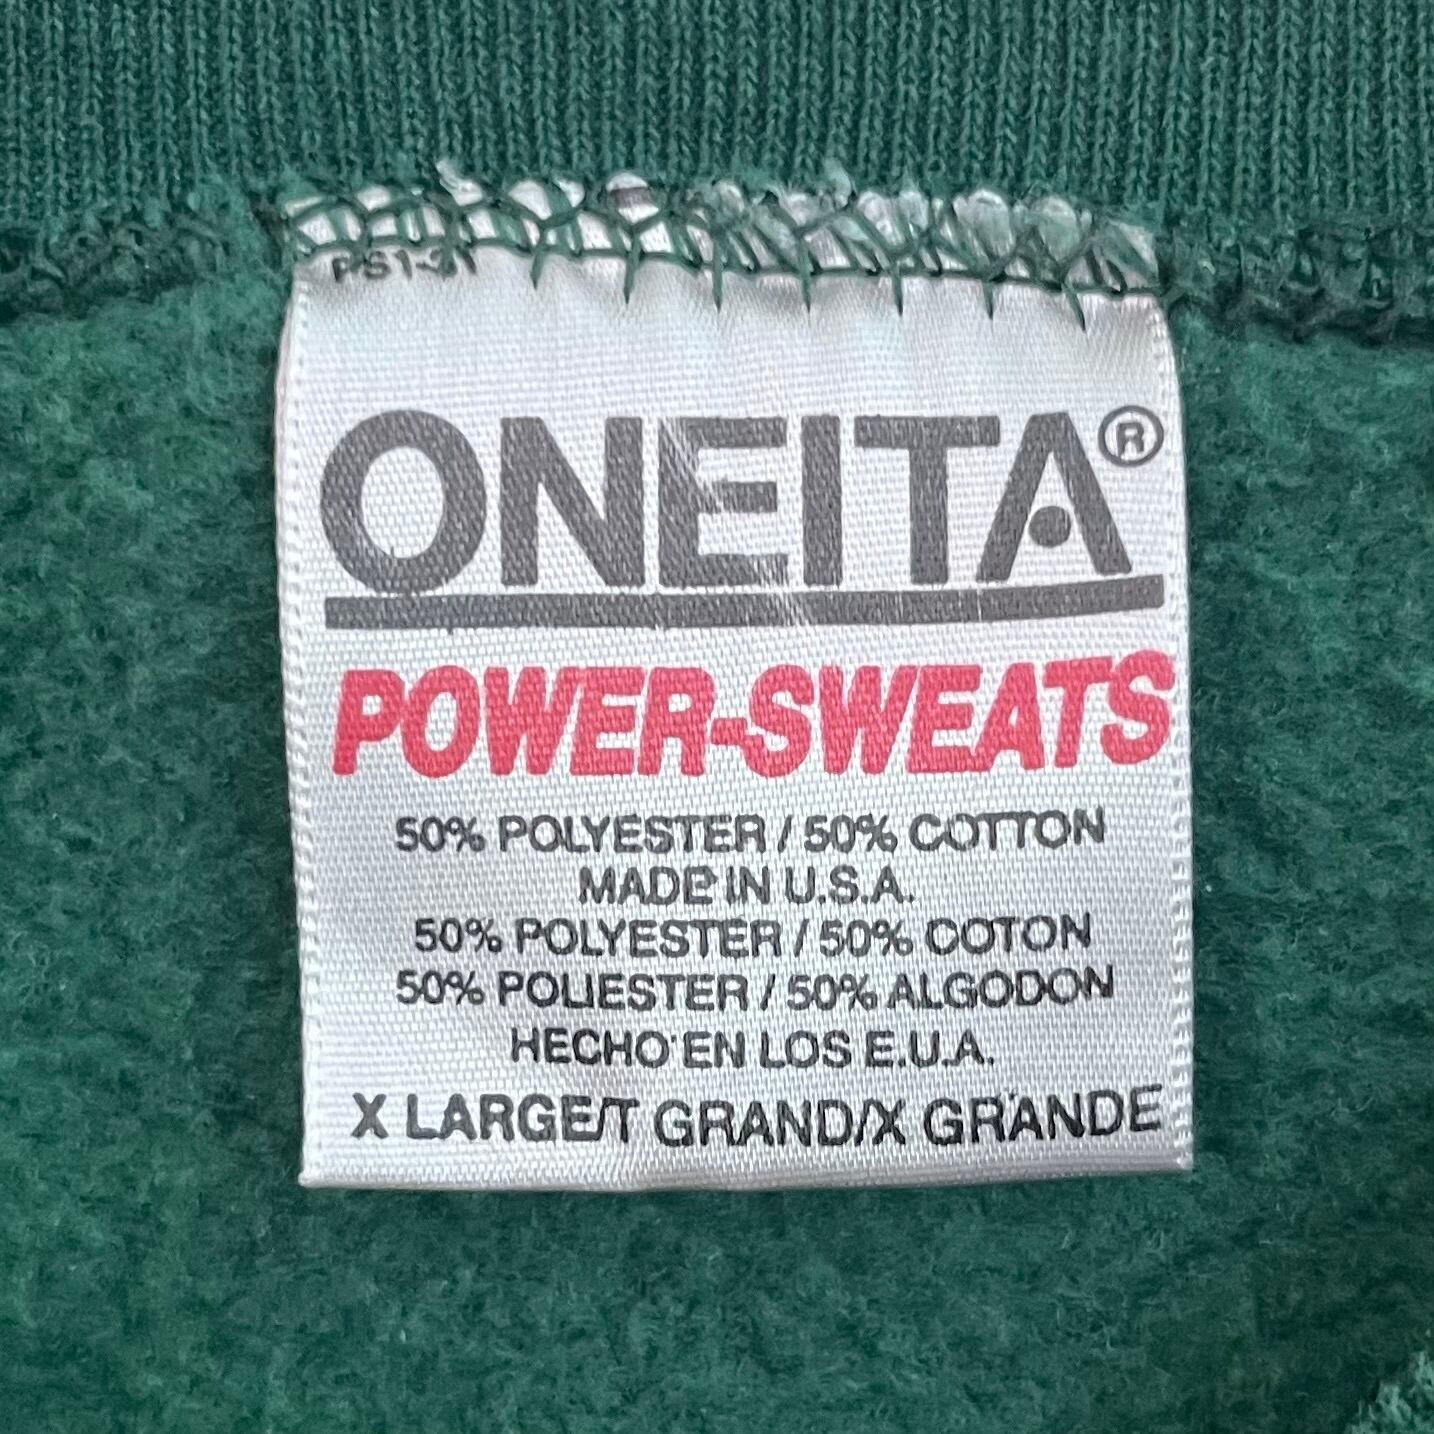 ONEITA®
POWER-SWEATS
50% POLYESTER / 50% COTTON
MADE IN U.S.A.
50% POLYESTER / 50% COTON
50% POLIESTER / 50% ALGODON
HECHO EN LOS E.U.A.
X LARGE/T GRAND/X GRANDE